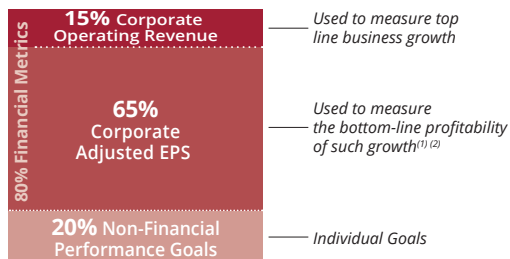 80% Financial Metrics
15% Corporate
Operating Revenue
Used to measure top
line business growth
65%
Corporate
Adjusted EPS
Used to measure
the bottom-line profitability
of such growth(1) (2)
20% Non-Financial
Performance Goals
Individual Goals